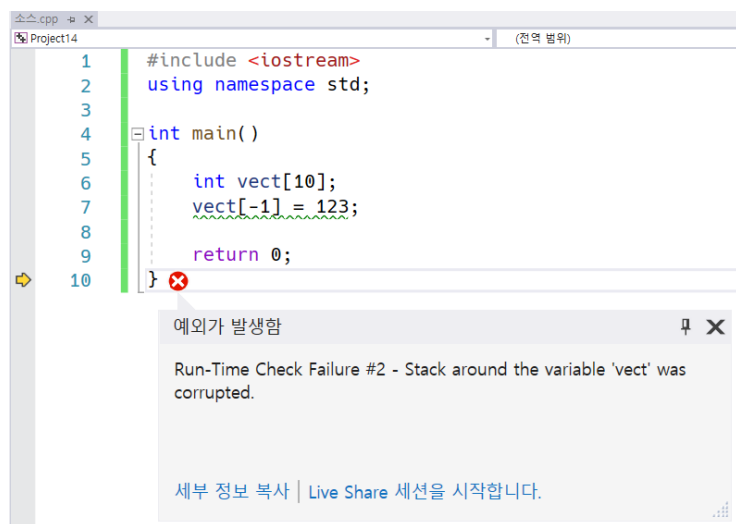 소스.cpp
Project14 (전역 범위)
1 #include <iostream>
2 using namespace std;
3
4 int main()
5 {
6 int vect[10];
7 vect[-1] = 123;
8
9 return 0;
10 }
예외가 발생함
Run-Time Check Failure #2 - Stack around the variable 'vect' was
corrupted.
세부 정보 복사 | Live Share 세션을 시작합니다.